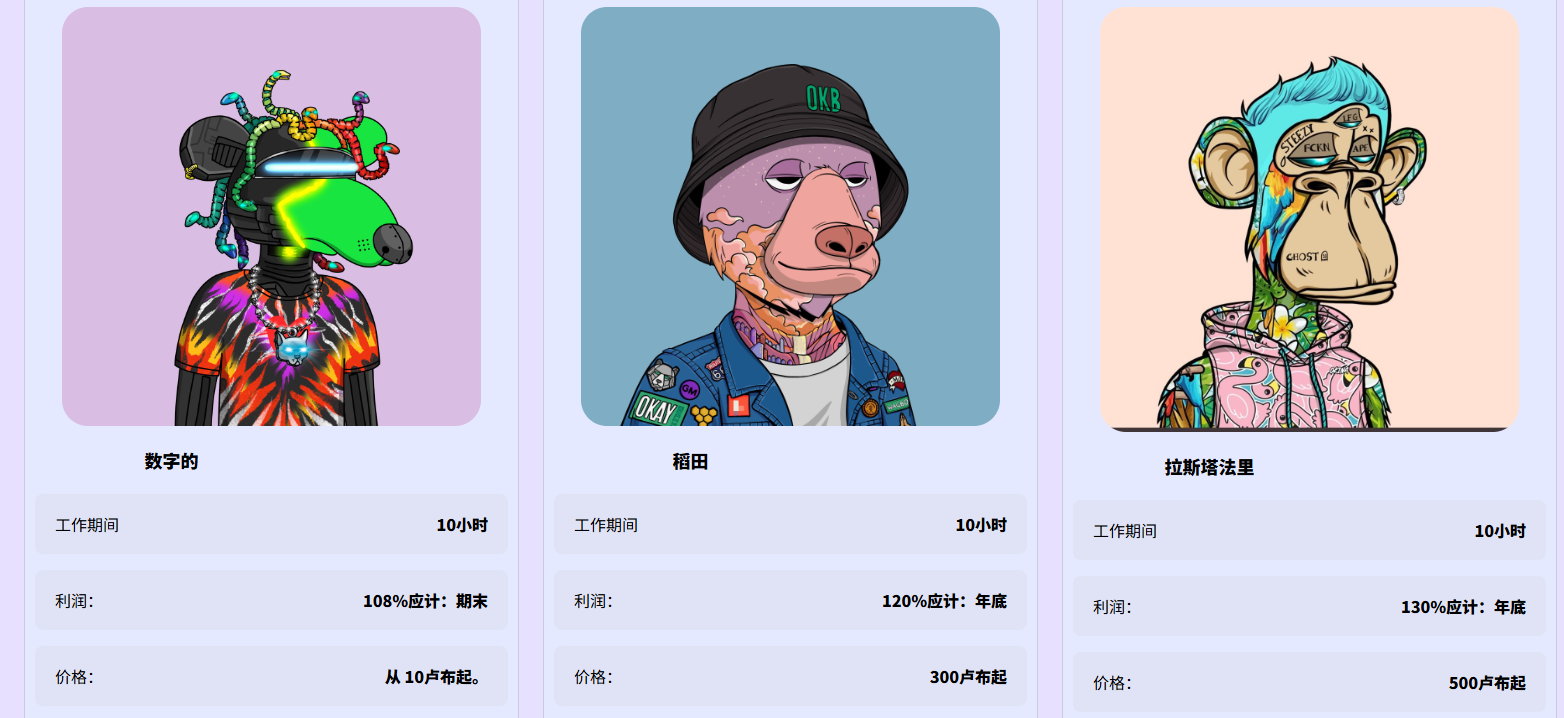 OKB
GM
OKAY
STEEZY
LFG
FCKN
APE
GHOST
数字的
工作期间 10小时
利润： 108%应计：期末
价格： 从 10卢布起。
稻田
工作期间 10小时
利润： 120%应计：年底
价格： 300卢布起
拉斯塔法里
工作期间 10小时
利润： 130%应计：年底
价格： 500卢布起